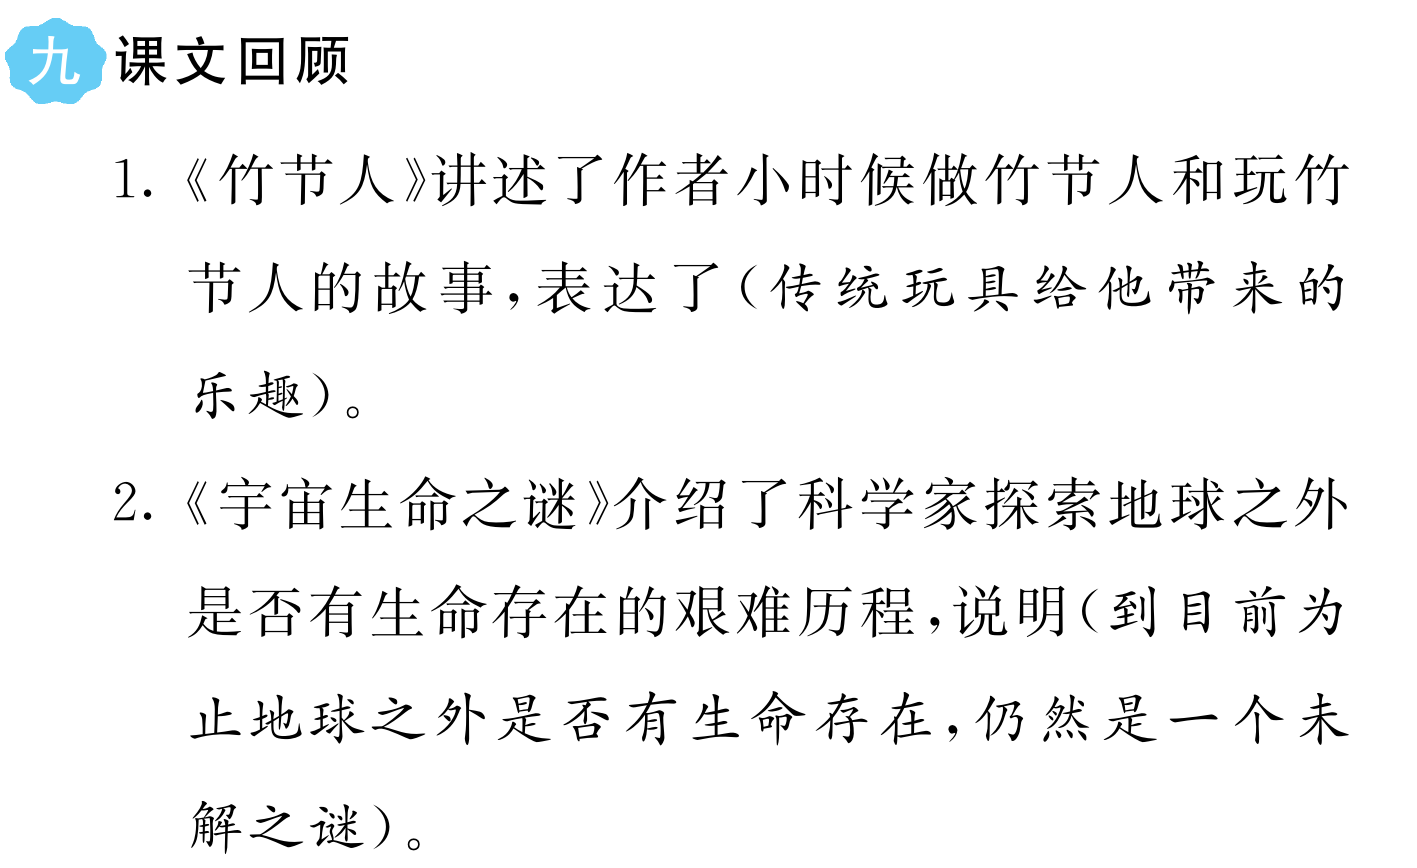 九 课文回顾
1.《竹节人》讲述了作者小时候做竹节人和玩竹
节人的故事,表达了(传统玩具给他带来的
乐趣)。
2.《宇宙生命之谜》介绍了科学家探索地球之外
是否有生命存在的艰难历程,说明(到目前为
止地球之外是否有生命存在,仍然是一个未
解之谜)。